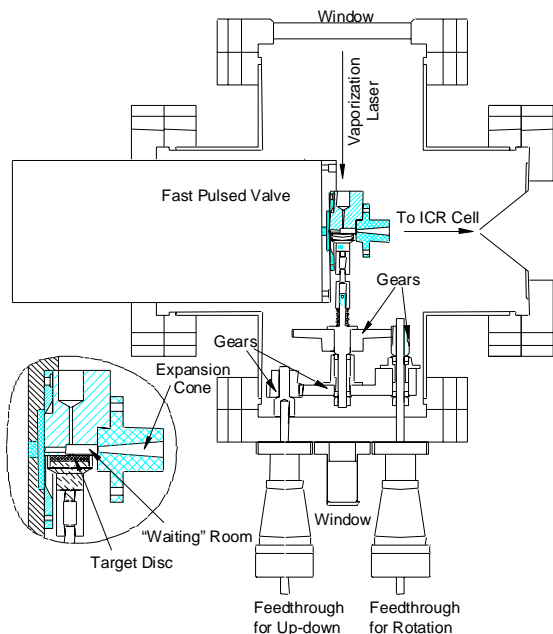 Window
Vaporization
Laser
Fast Pulsed Valve
To ICR Cell
Gears
Gears
Expansion
Cone
"Waiting" Room
Target Disc
Window
Feedthrough
for Up-down
Feedthrough
for Rotation